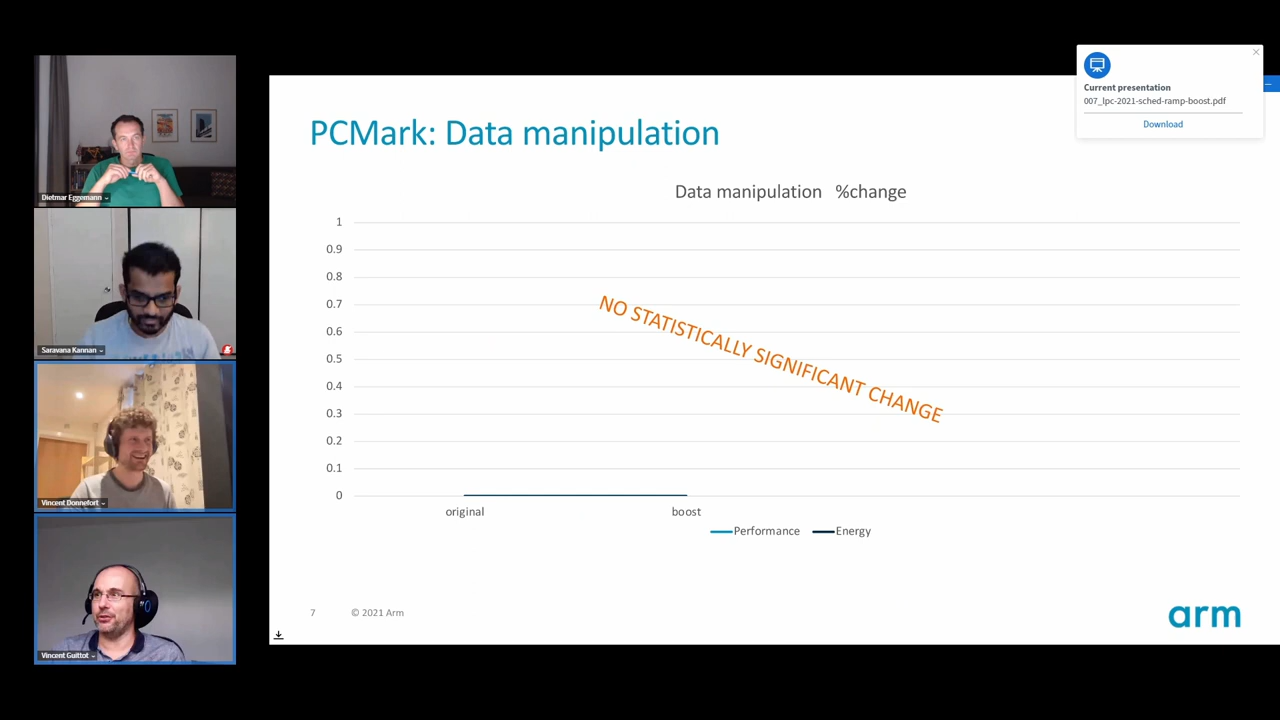 Dietmar Eggemann
Saravana Kannan
Vincent Donnefort
Vincent Guittot
Current presentation
007_lpc-2021-sched-ramp-boost.pdf
Download
PCMark: Data manipulation
Data manipulation %change
1
0.9
0.8
0.7
0.6
0.5
0.4
0.3
0.2
0.1
0
NO STATISTICALLY SIGNIFICANT CHANGE
original boost
Performance Energy
7 © 2021 Arm
arm